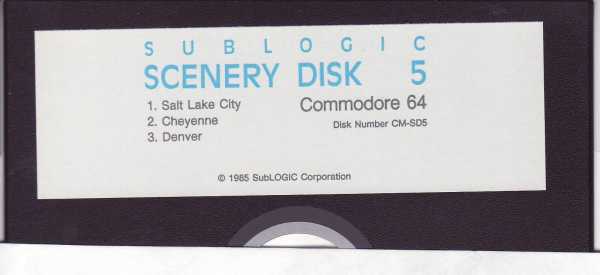 SUBLOGIC
SCENERY DISK 5
1. Salt Lake City
2. Cheyenne
3. Denver
Commodore 64
Disk Number CM-SD5
© 1985 SubLOGIC Corporation